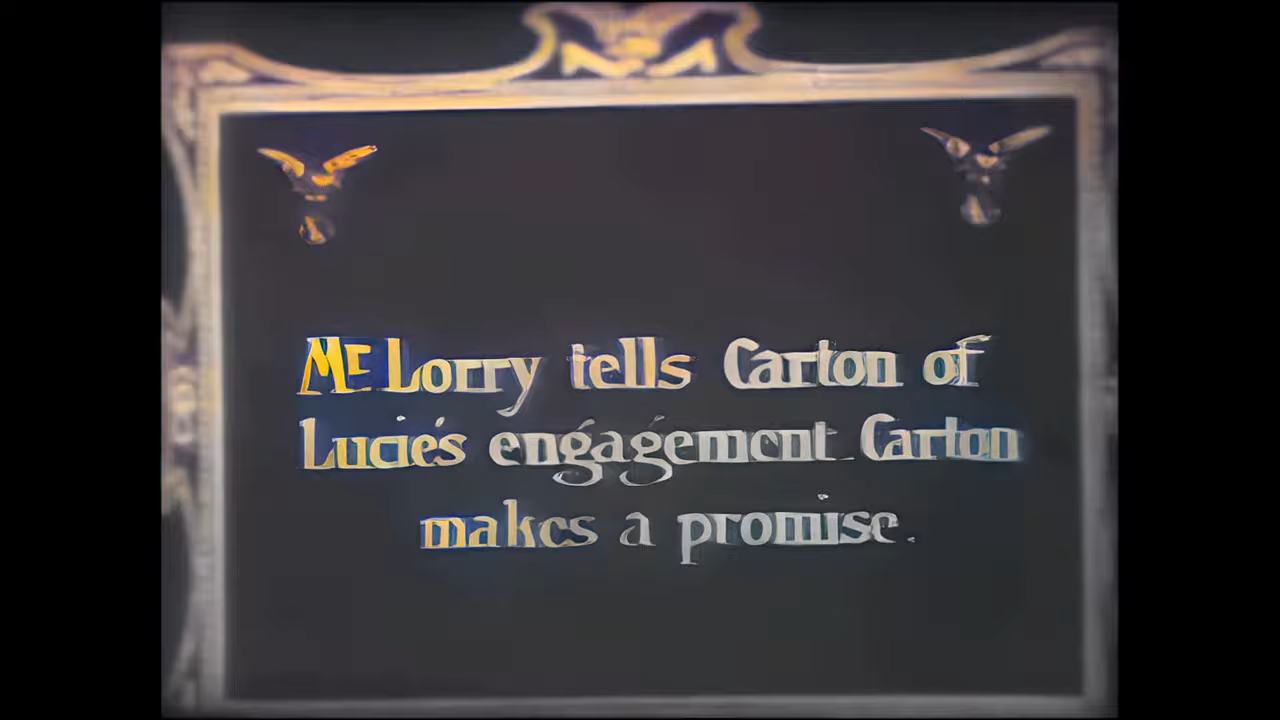 Mr Lorry tells Carton of
Lucie's engagement Carton
makes a promise.